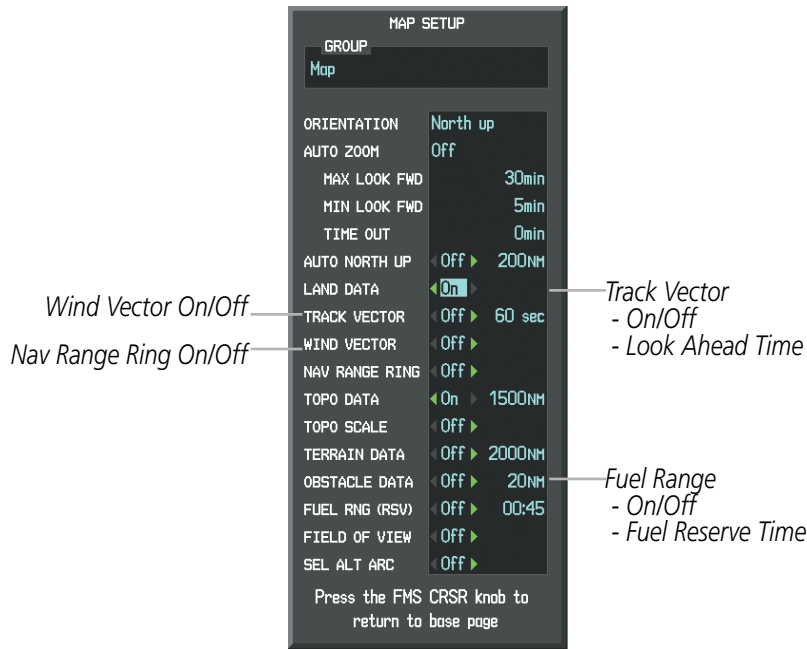 MAP SETUP
GROUP
Map
ORIENTATION North up
AUTO ZOOM Off
MAX LOOK FWD 30min
MIN LOOK FWD 5min
TIME OUT 0min
AUTO NORTH UP Off 200NM
LAND DATA On
TRACK VECTOR Off 60 sec
WIND VECTOR Off
NAV RANGE RING Off
TOPO DATA On 1500NM
TOPO SCALE Off
TERRAIN DATA Off 2000NM
OBSTACLE DATA Off 20NM
FUEL RNG (RSV) Off 00:45
FIELD OF VIEW Off
SEL ALT ARC Off
Press the FMS CRSR knob to
return to base page
Wind Vector On/Off
Nav Range Ring On/Off
Track Vector
- On/Off
- Look Ahead Time
Fuel Range
- On/Off
- Fuel Reserve Time